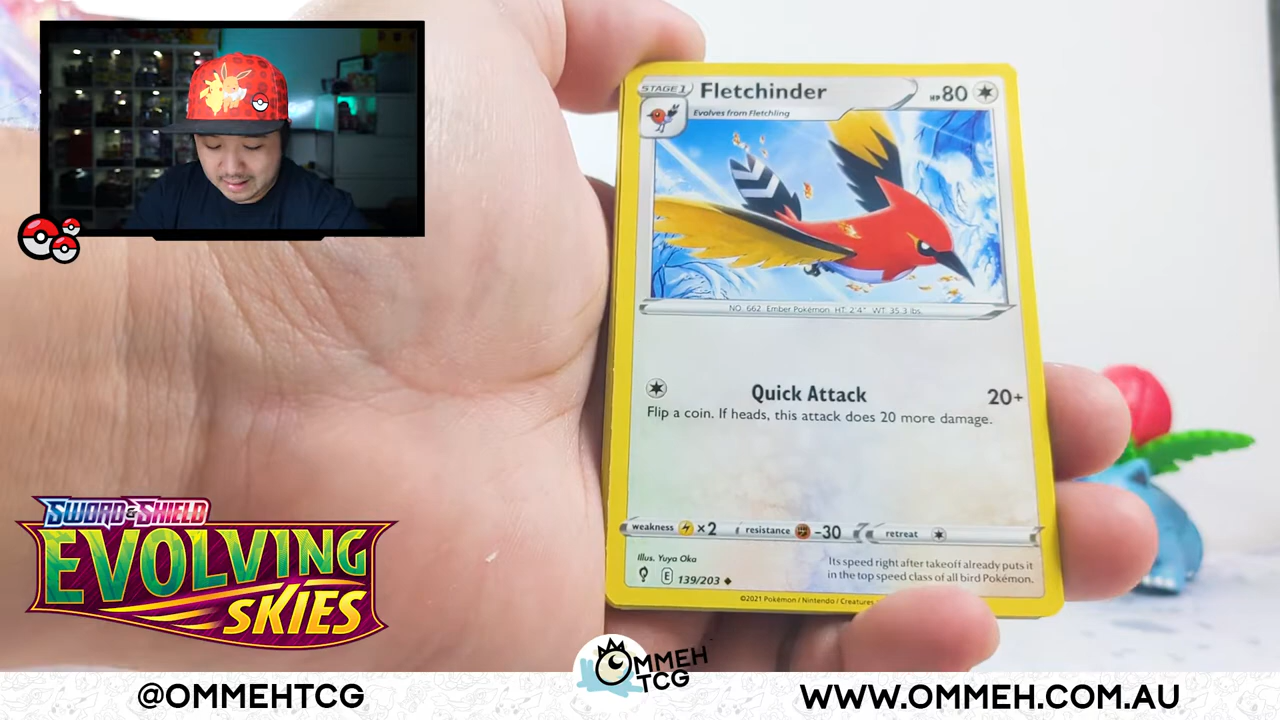 STAGE 1
Fletchinder
HP 80
Evolves from Fletchling
NO. 662 Ember Pokémon HT: 2'4" WT: 35.3 lbs.
Quick Attack 20+
Flip a coin. If heads, this attack does 20 more damage.
weakness ×2 resistance -30 retreat
Illus. Yuya Oka
E 139/203
Its speed right after takeoff already puts it
in the top speed class of all bird Pokémon.
©2021 Pokémon / Nintendo / Creatures
SWORD & SHIELD
EVOLVING
SKIES
OMMEH
TCG
@OMMEHTCG
WWW.OMMEH.COM.AU